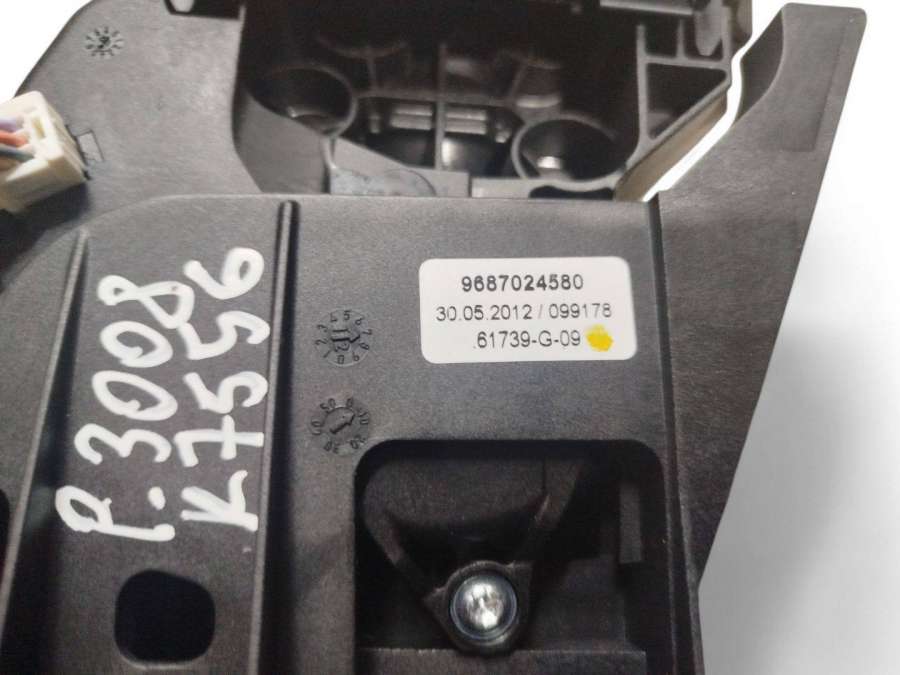 9687024580
30.05.2012 / 099178
61739-G-09
P.3008
K7556